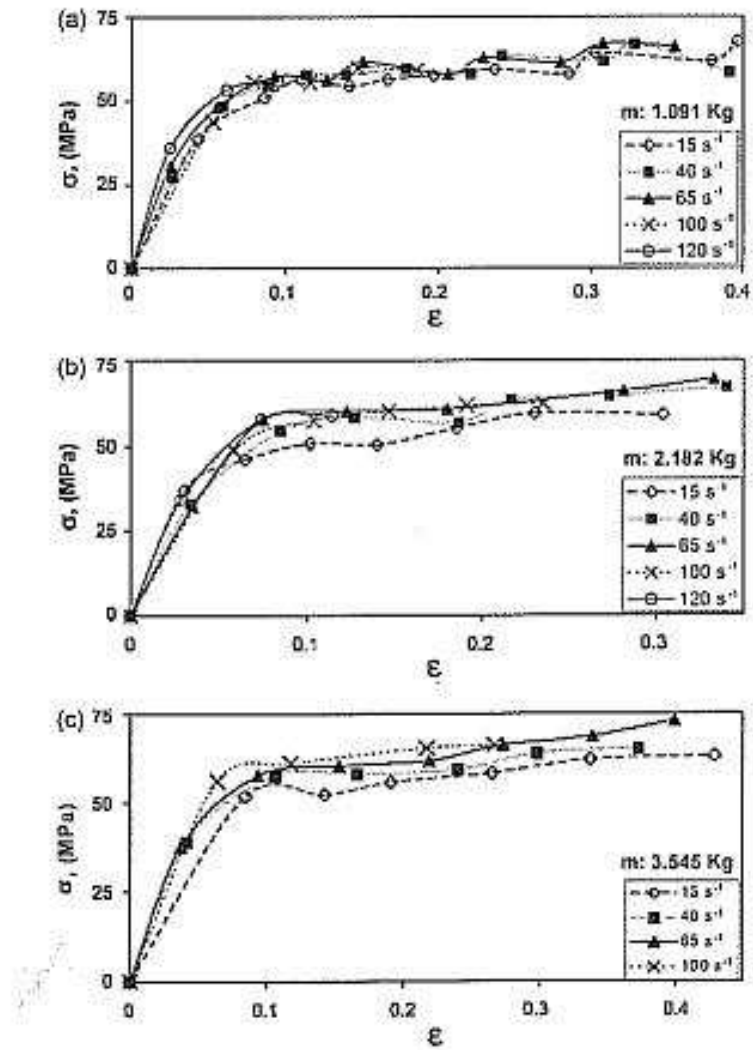 (a)
75
50
25
0
σ, (MPa)
m: 1.091 Kg
15 s⁻¹
40 s⁻¹
65 s⁻¹
100 s⁻¹
120 s⁻¹
0 0.1 0.2 0.3 0.4
ε
(b)
75
50
25
0
σ, (MPa)
m: 2.182 Kg
15 s⁻¹
40 s⁻¹
65 s⁻¹
100 s⁻¹
120 s⁻¹
0 0.1 0.2 0.3
ε
(c)
75
50
25
0
σ, (MPa)
m: 3.545 Kg
15 s⁻¹
40 s⁻¹
65 s⁻¹
100 s⁻¹
0 0.1 0.2 0.3 0.4
ε